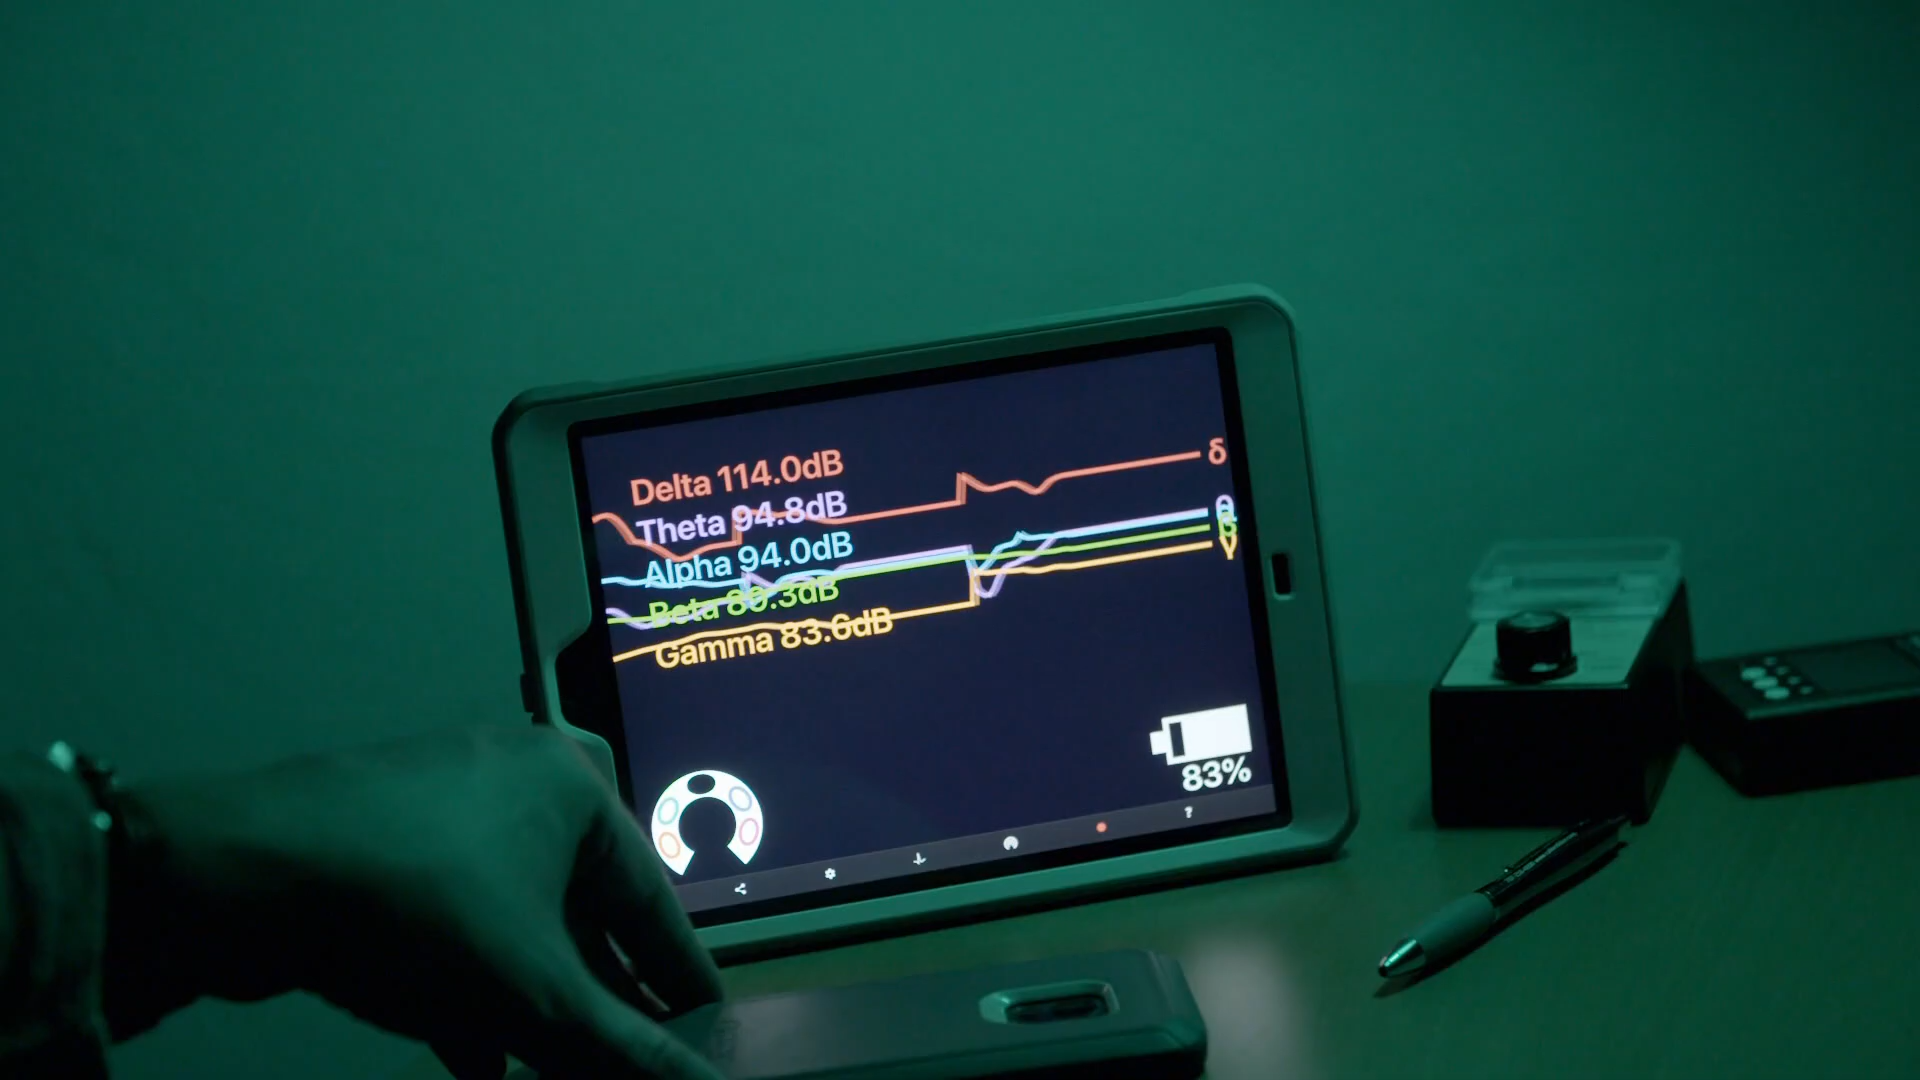 Delta 114.0dB
Theta 94.8dB
Alpha 94.0dB
Gamma 83.6dB
δ
γ
83%
?